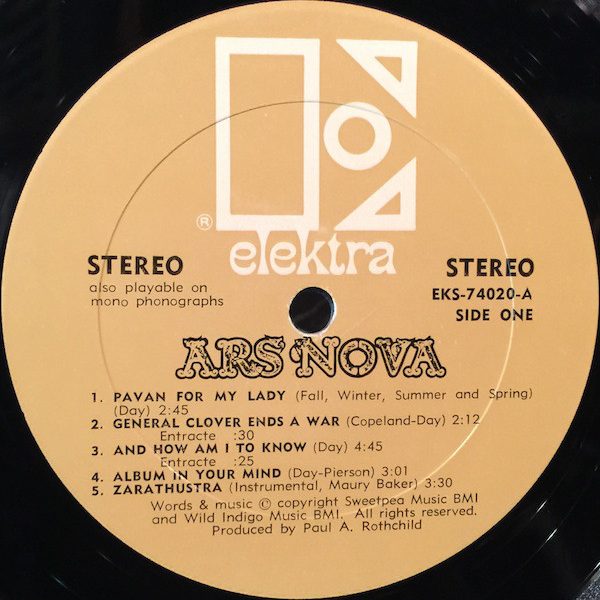 ®
elektra
STEREO
also playable on
mono phonographs
STEREO
EKS-74020-A
SIDE ONE
ARS NOVA
1. PAVAN FOR MY LADY (Fall, Winter, Summer and Spring)
(Day) 2:45
2. GENERAL CLOVER ENDS A WAR (Copeland-Day) 2:12
Entracte :30
3. AND HOW AM I TO KNOW (Day) 4:45
Entracte :25
4. ALBUM IN YOUR MIND (Day-Pierson) 3:01
5. ZARATHUSTRA (Instrumental, Maury Baker) 3:30
Words & music © copyright Sweetpea Music BMI
and Wild Indigo Music BMI. All rights reserved.
Produced by Paul A. Rothchild